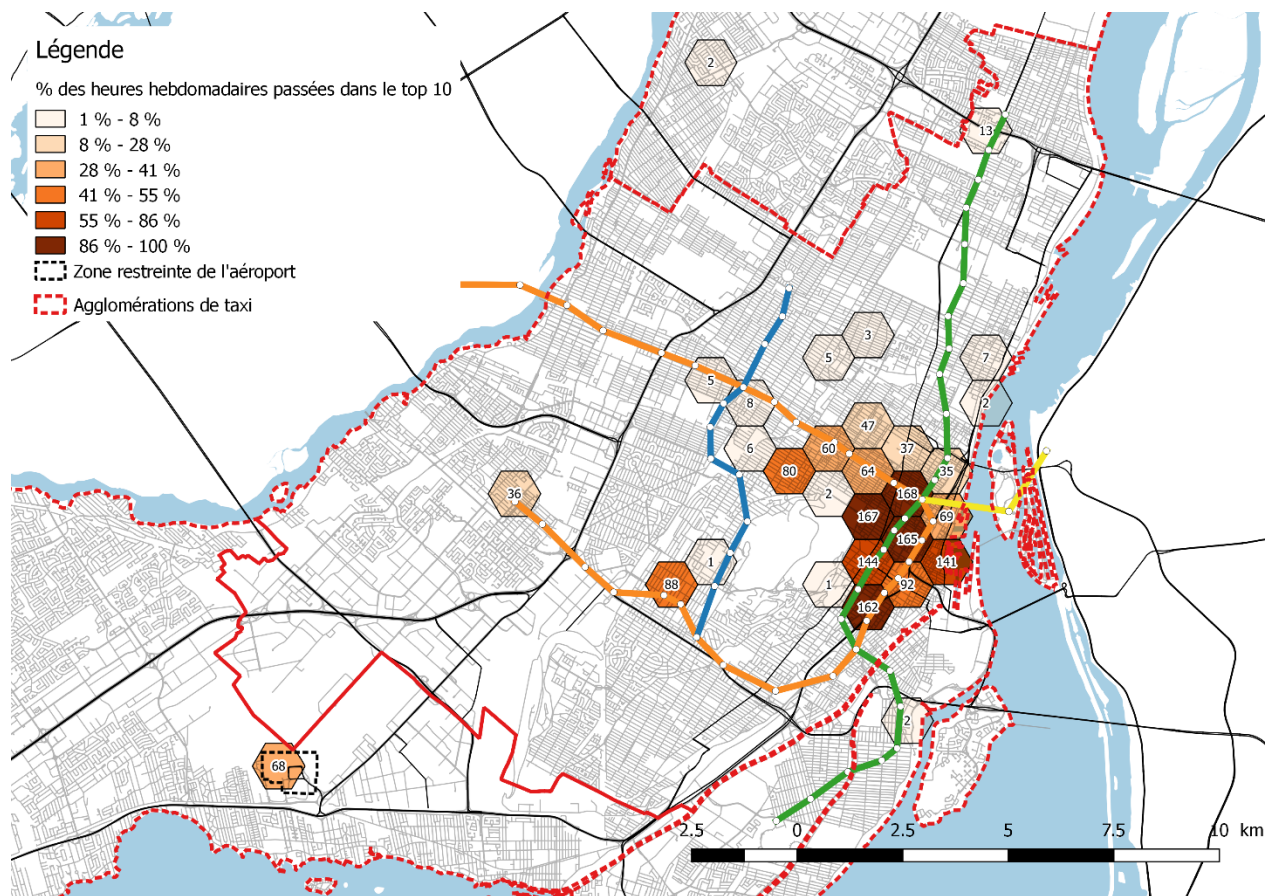 Légende
% des heures hebdomadaires passées dans le top 10
1 % - 8 %
8 % - 28 %
28 % - 41 %
41 % - 55 %
55 % - 86 %
86 % - 100 %
Zone restreinte de l'aéroport
Agglomérations de taxi
2
13
3
5
7
5
2
8
47
37
6
60
80
64
35
36
2
168
167
69
165
1
144
141
88
1
92
162
2
68
2.5 0 2.5 5 7.5 10 km